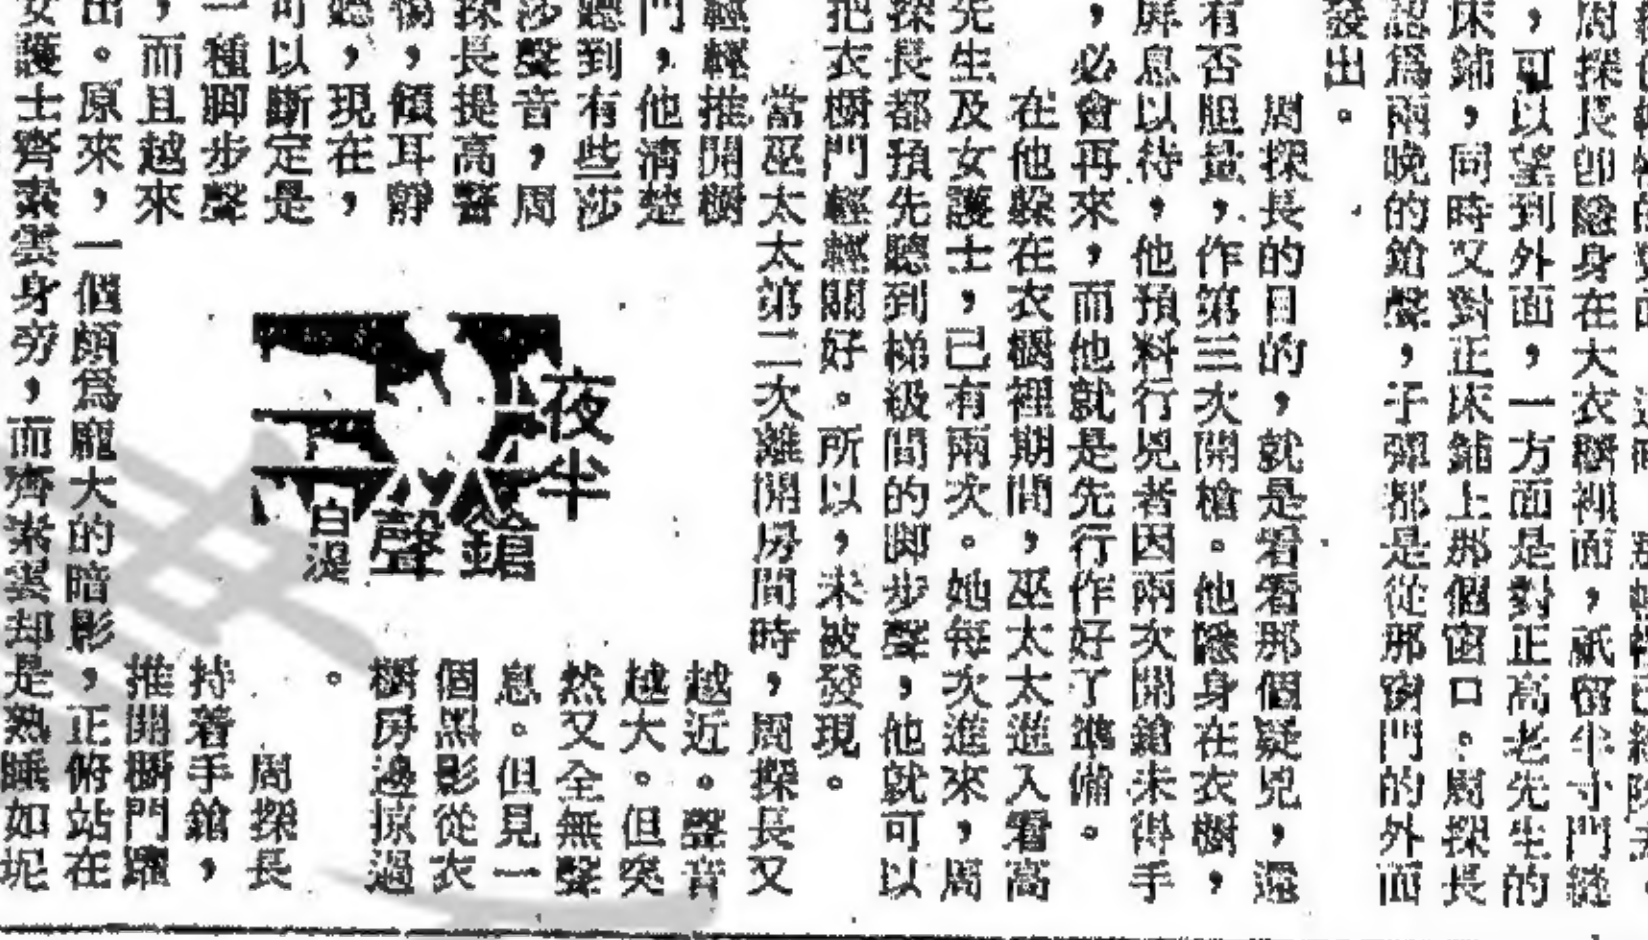 周探長卽隱身在大衣櫥裡面，祇留半寸門縫
，可以望到外面，一方面是對正高老先生的
床鋪，同時又對正床鋪上那個窗口。周探長
認爲兩晚的鎗聲，子彈都是從那窗門的外面
發出。
周探長的目的，就是看看那個疑兇，還
有否胆量，作第三次開槍。他隱身在衣櫥，
屏息以待，他預料行兇者因兩次開鎗未得手
，必會再來，而他就是先行作好了準備。
在他躲在衣櫥裡期間，巫太太進入看高
先生及女護士，已有兩次。她每次進來，周
探長都預先聽到梯級間的脚步聲，他就可以
把衣櫥門輕輕關好。所以，未被發現。
當巫太太第二次離開房間時，周探長又
輕輕推開櫥
門，他清楚
聽到有些莎
莎聲音，周
探長提高警
惕，傾耳靜
聽，現在，
可以斷定是
一種脚步聲
，而且越來
夜半
鎗
聲
白
越近。聲音
越大。但突
然又全無聲
息。但見一
個黑影從衣
櫥房邊掠過
。
周探長
持着手鎗，
推開櫥門躍
出。原來，一個頗爲龐大的暗影，正俯站在
女護士齊素雲身旁，而齊素雲却是熟睡如坭